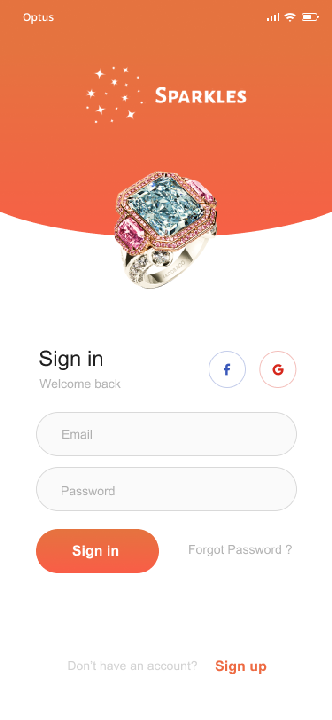 Optus
SPARKLES
Sign in
Welcome back
f
G
Email
Password
Sign In
Forgot Password ?
Don't have an account? Sign up